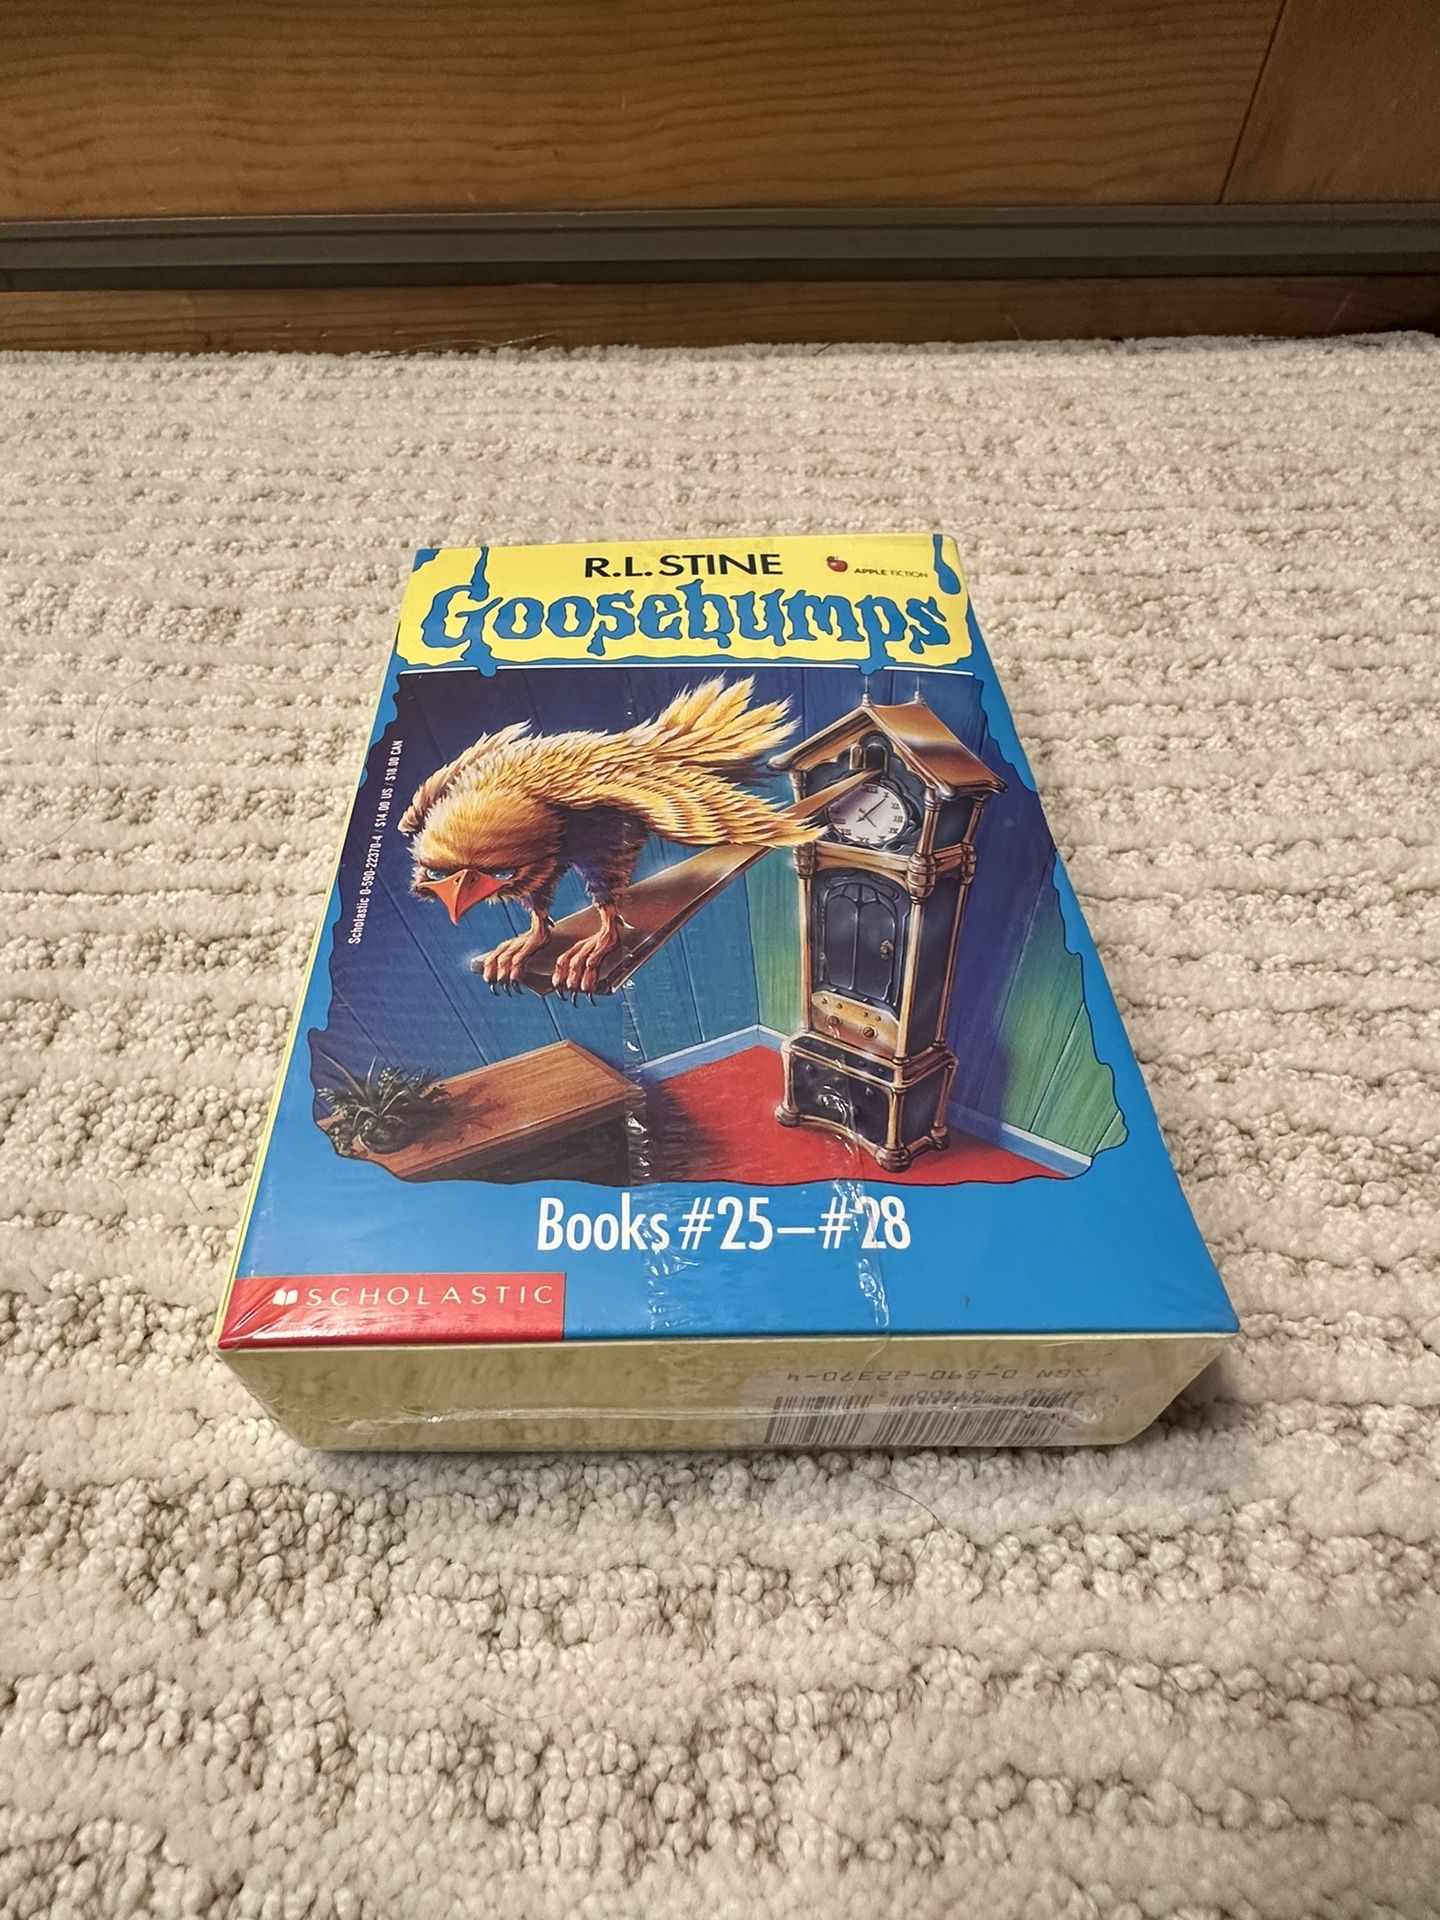 R.L. STINE
APPLE FICTION
Goosebumps
Scholastic 0-590-22370-4 / $14.00 US / $18.00 CAN
Books #25–#28
SCHOLASTIC
ISBN 0-590-22370-4